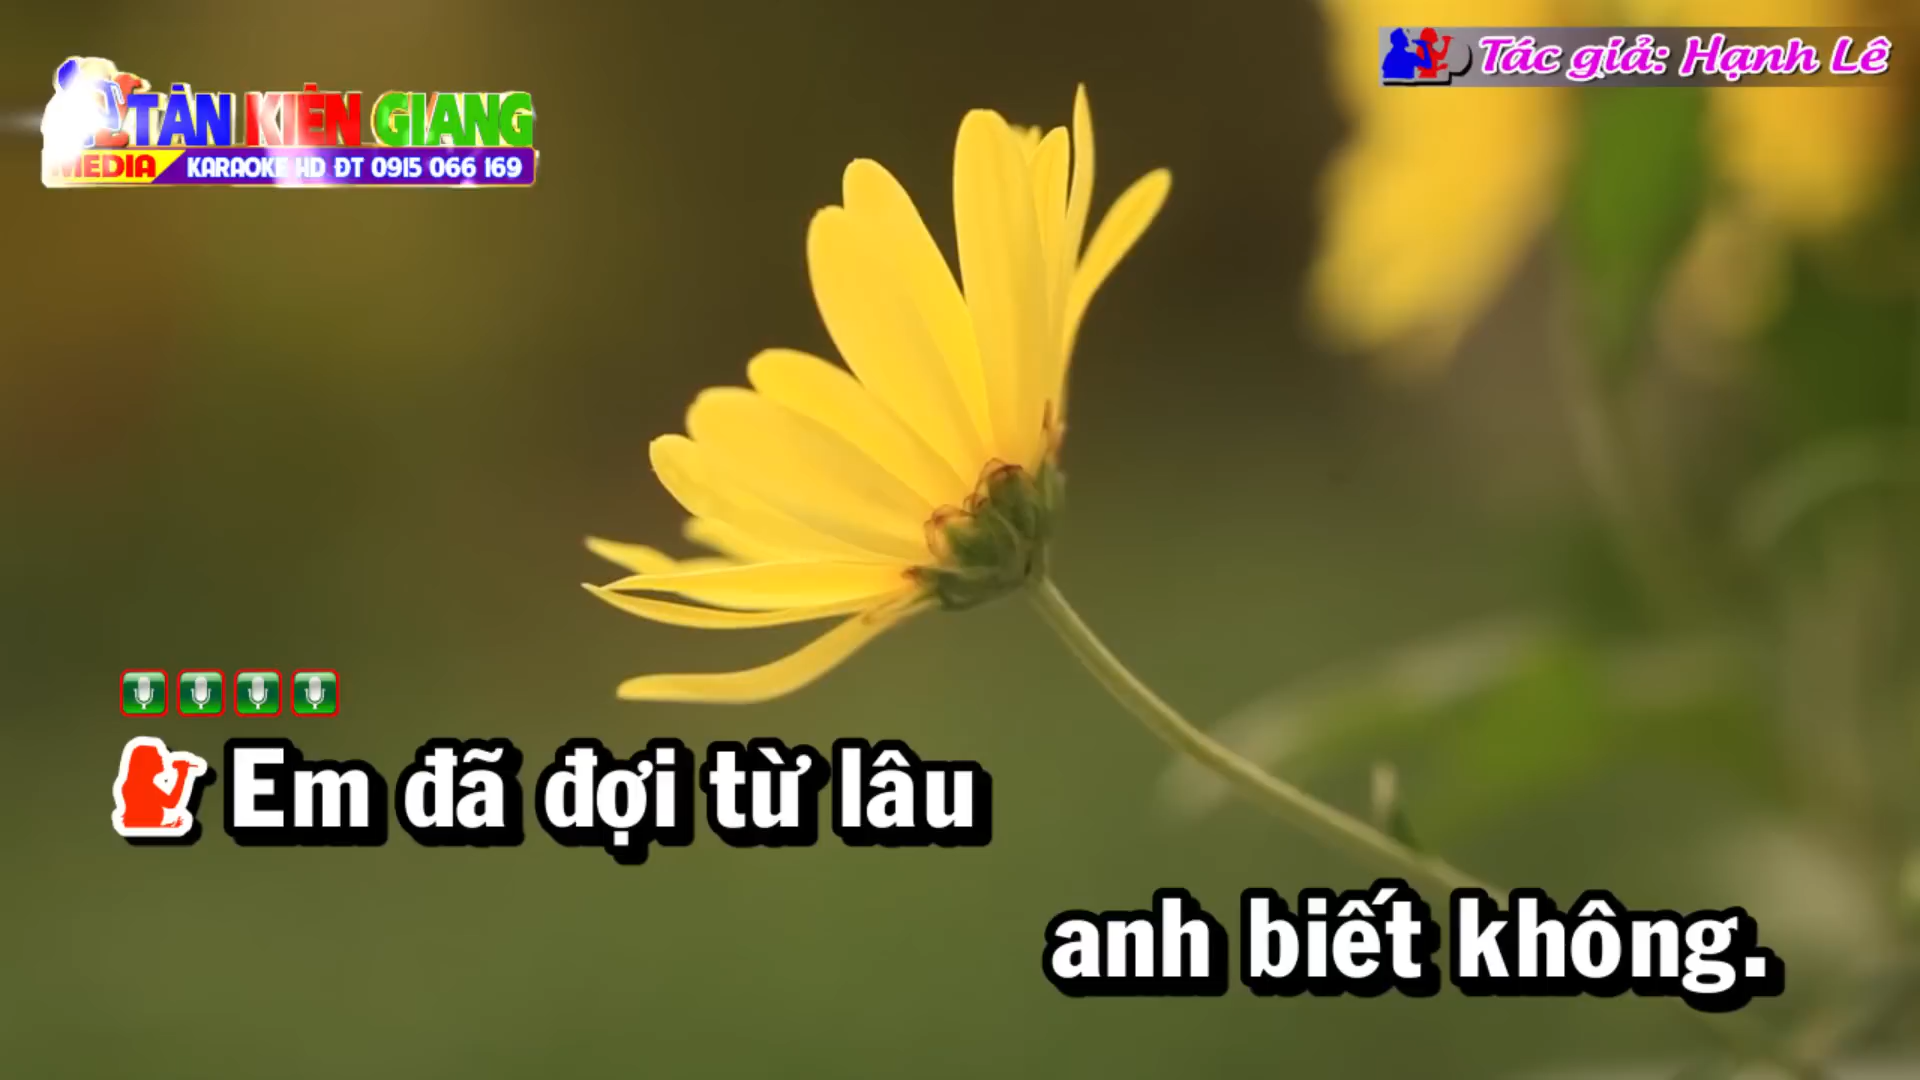 TÂN KIÊN GIANG
MEDIA KARAOKE HD ĐT 0915 066 169
Tác giả: Hạnh Lê
Em đã đợi từ lâu
anh biết không.